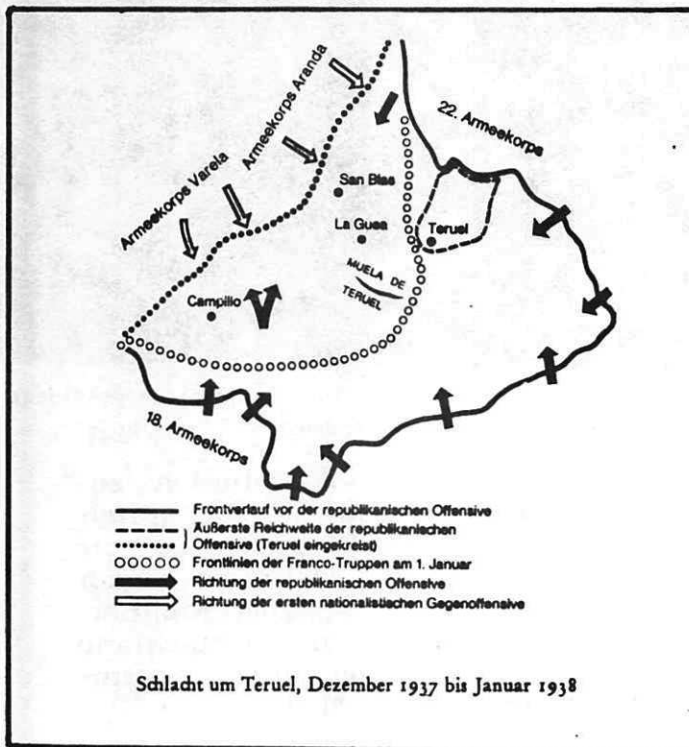 Armeekorps Aranda
Armeekorps Varela
22. Armeekorps
San Blas
La Guea
Teruel
MUELA DE
TERUEL
Campillo
18. Armeekorps
Frontverlauf vor der republikanischen Offensive
Äußerste Reichweite der republikanischen
Offensive (Teruel eingekreist)
Frontlinien der Franco-Truppen am 1. Januar
Richtung der republikanischen Offensive
Richtung der ersten nationalistischen Gegenoffensive
Schlacht um Teruel, Dezember 1937 bis Januar 1938